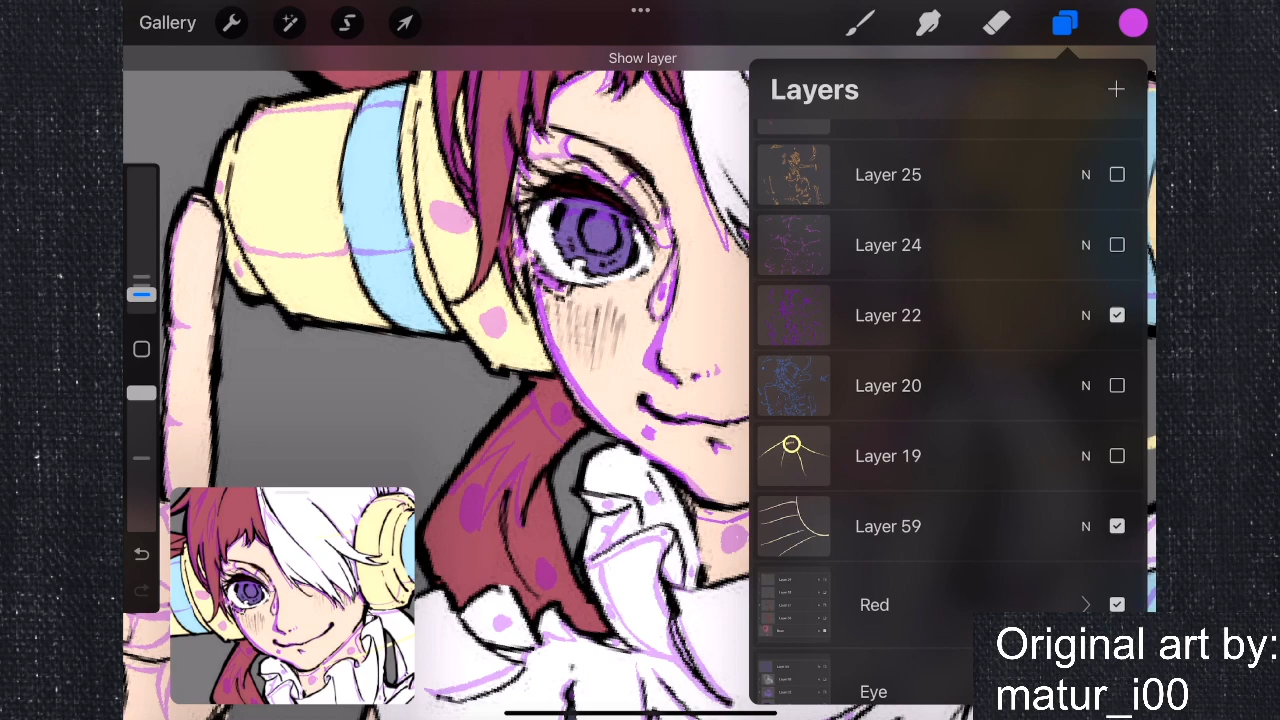 Gallery
Show layer
Layers
Layer 25 N
Layer 24 N
Layer 22 N
Layer 20 N
Layer 19 N
Layer 59 N
Red
Eye
Original art by:
matur_i00